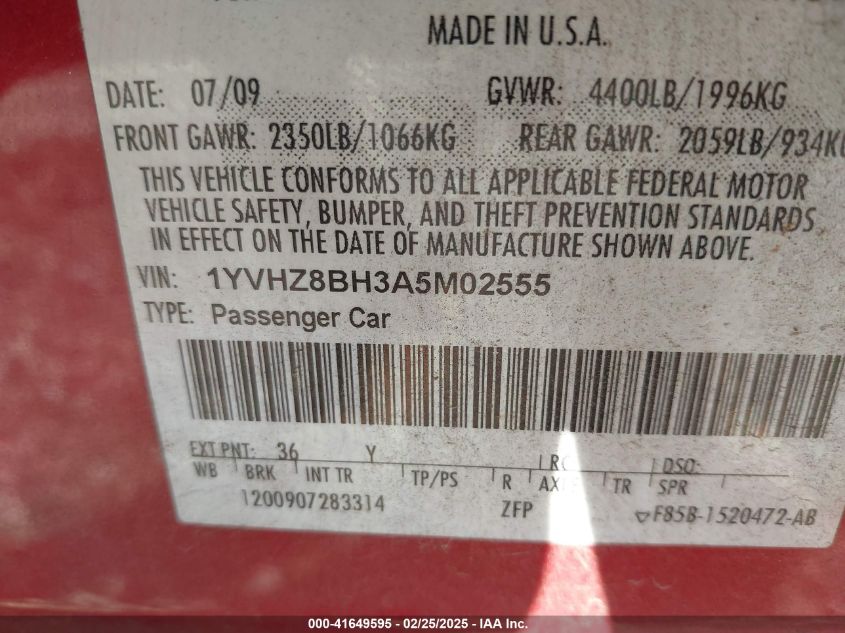 MADE IN U.S.A.
DATE: 07/09 GVWR: 4400LB/1996KG
FRONT GAWR: 2350LB/1066KG REAR GAWR: 2059LB/934KG
THIS VEHICLE CONFORMS TO ALL APPLICABLE FEDERAL MOTOR
VEHICLE SAFETY, BUMPER, AND THEFT PREVENTION STANDARDS
IN EFFECT ON THE DATE OF MANUFACTURE SHOWN ABOVE.
VIN: 1YVHZ8BH3A5M02555
TYPE: Passenger Car
EXT PNT: 36 Y RC DSO:
WB BRK INT TR TP/PS R AXLE TR SPR
1200907283314 ZFP ▽F85B-1520472-AB
000-41649595 - 02/25/2025 - IAA Inc.